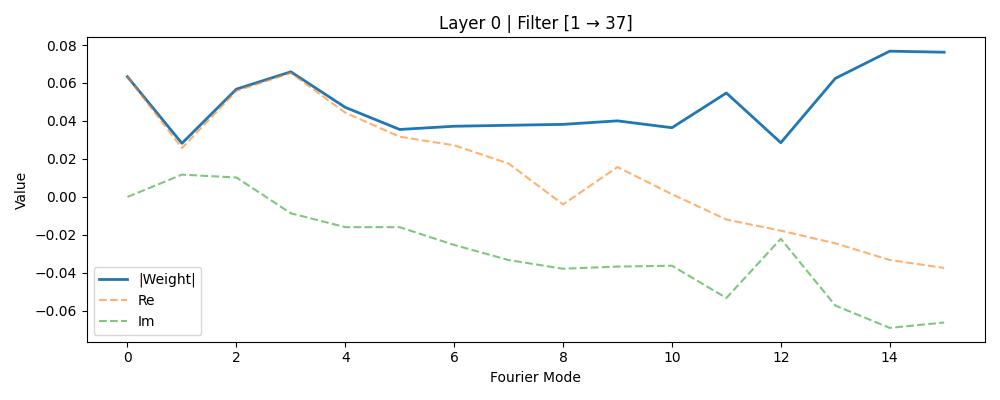 Layer 0 | Filter [1 → 37]
Value
0.08
0.06
0.04
0.02
0.00
−0.02
−0.04
−0.06
|Weight|
Re
Im
0 2 4 6 8 10 12 14
Fourier Mode